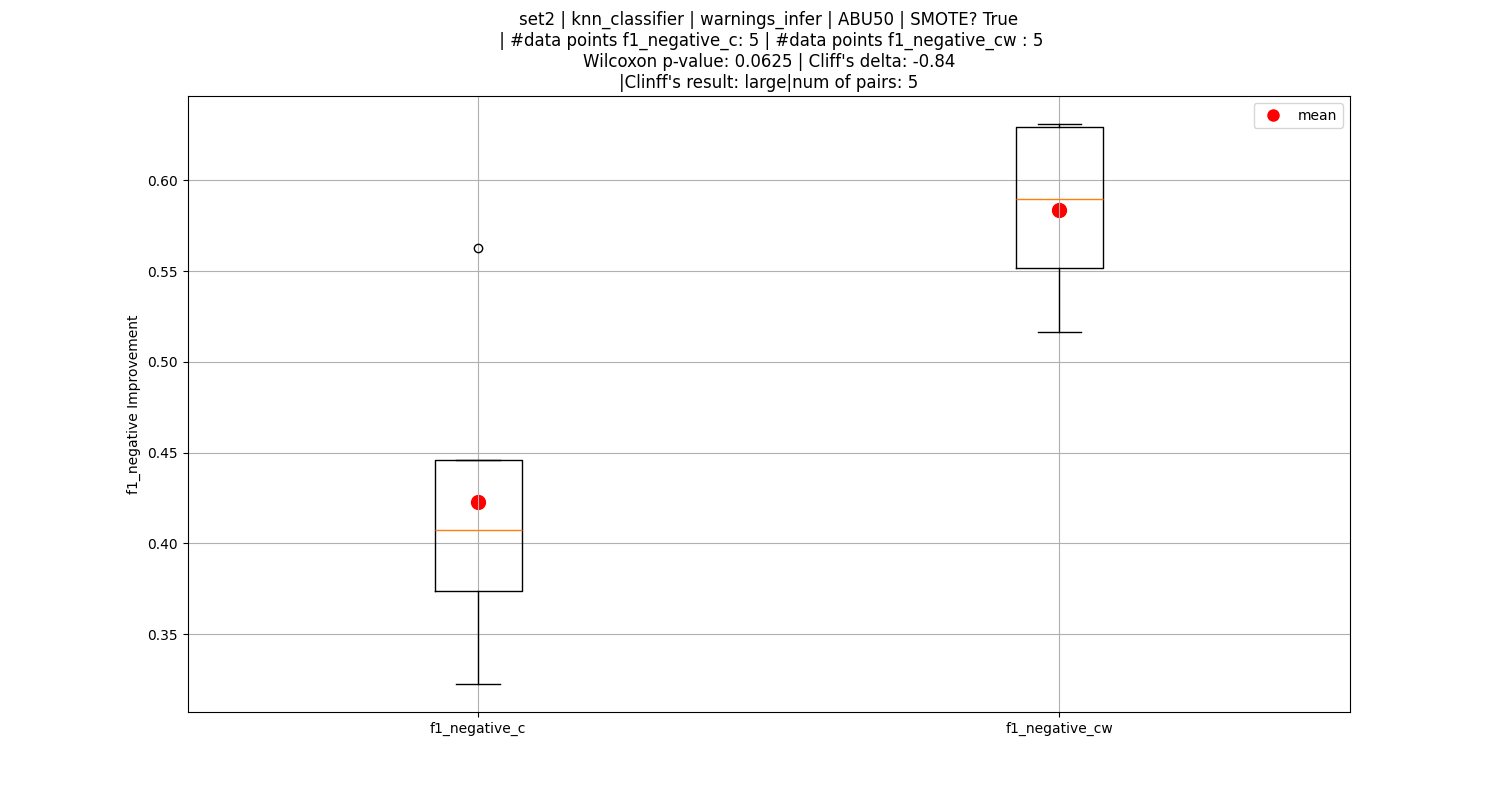 set2 | knn_classifier | warnings_infer | ABU50 | SMOTE? True
| #data points f1_negative_c: 5 | #data points f1_negative_cw : 5
Wilcoxon p-value: 0.0625 | Cliff's delta: -0.84
|Clinff's result: large|num of pairs: 5
mean
0.60
0.55
0.50
0.45
0.40
0.35
f1_negative Improvement
f1_negative_c
f1_negative_cw